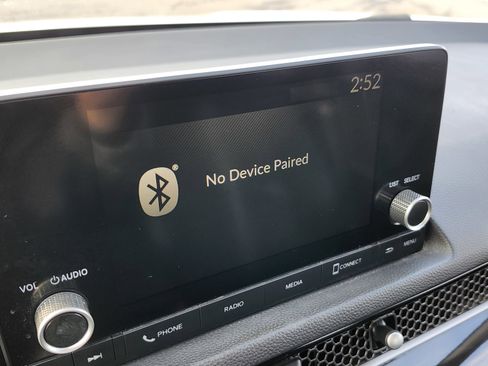 2:52
No Device Paired
LIST SELECT
VOL AUDIO
PHONE
RADIO
MEDIA
CONNECT
MENU